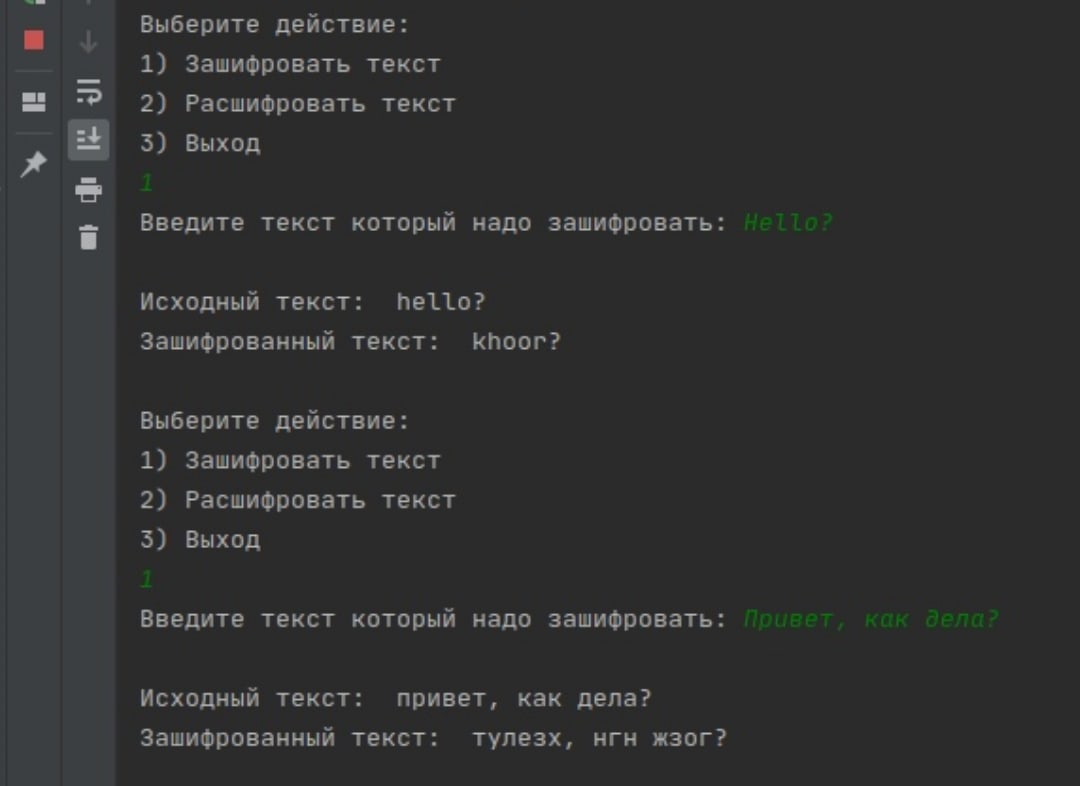 Выберите действие:
1) Зашифровать текст
2) Расшифровать текст
3) Выход
1
Введите текст который надо зашифровать: Hello?
Исходный текст:  hello?
Зашифрованный текст:  khoor?
Выберите действие:
1) Зашифровать текст
2) Расшифровать текст
3) Выход
1
Введите текст который надо зашифровать: Привет, как дела?
Исходный текст:  привет, как дела?
Зашифрованный текст:  тулезх, нгн жзог?